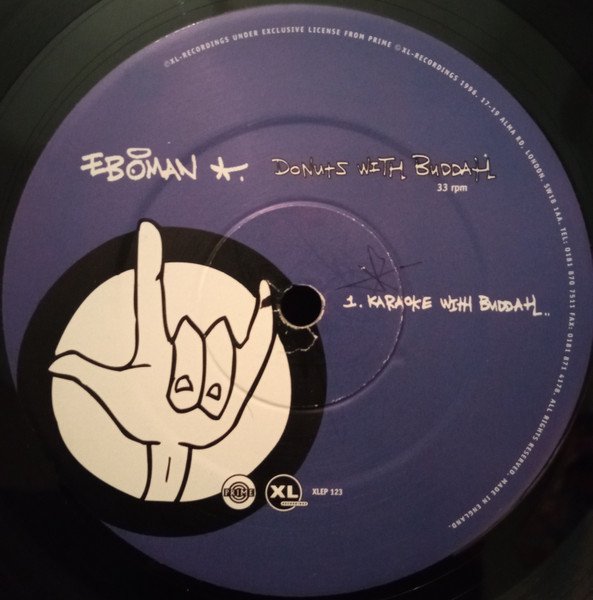 ©XL-RECORDINGS UNDER EXCLUSIVE LICENSE FROM PRIME ©XL-RECORDINGS 1998. 17-19 ALMA RD, LONDON, SW18 1AA. TEL: 0181 870 7511 FAX: 0181 871 4178. ALL RIGHTS RESERVED. MADE IN ENGLAND.
EBOMAN DONUTS WITH BUDDAH
33 rpm
1. KARAOKE WITH BUDDAH..
PRIME XL RECORDINGS XLEP 123